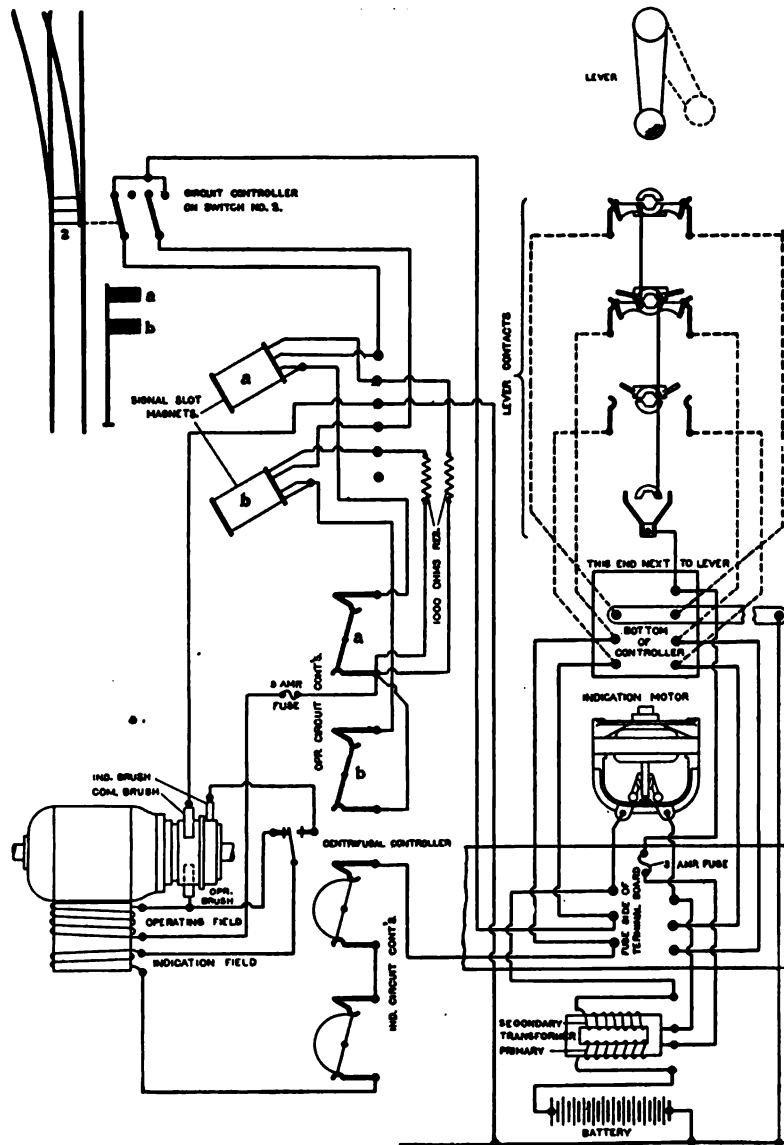 LEVER
CIRCUIT CONTROLLER
ON SWITCH NO. 2.
2
a
b
LEVER CONTACTS
a
SIGNAL SLOT
MAGNETS.
b
1000 OHMS RES.
THIS END NEXT TO LEVER
BOTTOM
OF
CONTROLLER
a
OPR. CIRCUIT CONT'S.
3 AMR
FUSE
INDICATION MOTOR
b
IND. BRUSH
COM. BRUSH
CENTRIFUGAL CONTROLLER
3 AMR FUSE
OPR.
BRUSH
OPERATING FIELD
FUSE SIDE OF
TERMINAL BOARD
INDICATION FIELD
IND. CIRCUIT CONT'S.
SECONDARY
TRANSFORMER
PRIMARY
BATTERY